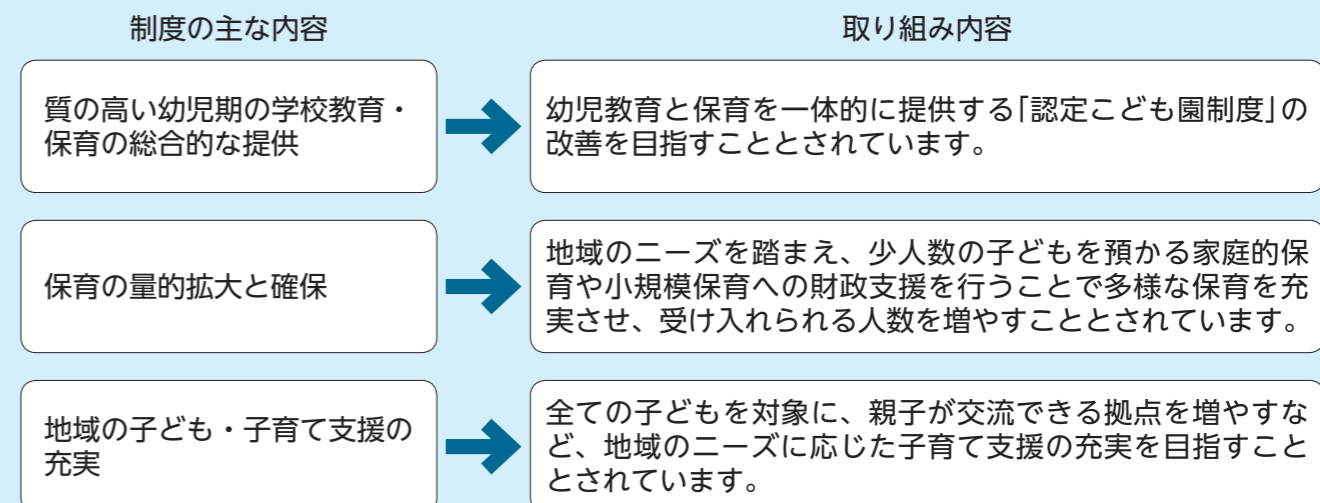 制度の主な内容
取り組み内容
質の高い幼児期の学校教育・
保育の総合的な提供
幼児教育と保育を一体的に提供する「認定こども園制度」の
改善を目指すこととされています。
保育の量的拡大と確保
地域のニーズを踏まえ、少人数の子どもを預かる家庭的保
育や小規模保育への財政支援を行うことで多様な保育を充
実させ、受け入れられる人数を増やすこととされています。
地域の子ども・子育て支援の
充実
全ての子どもを対象に、親子が交流できる拠点を増やすな
ど、地域のニーズに応じた子育て支援の充実を目指すこと
とされています。